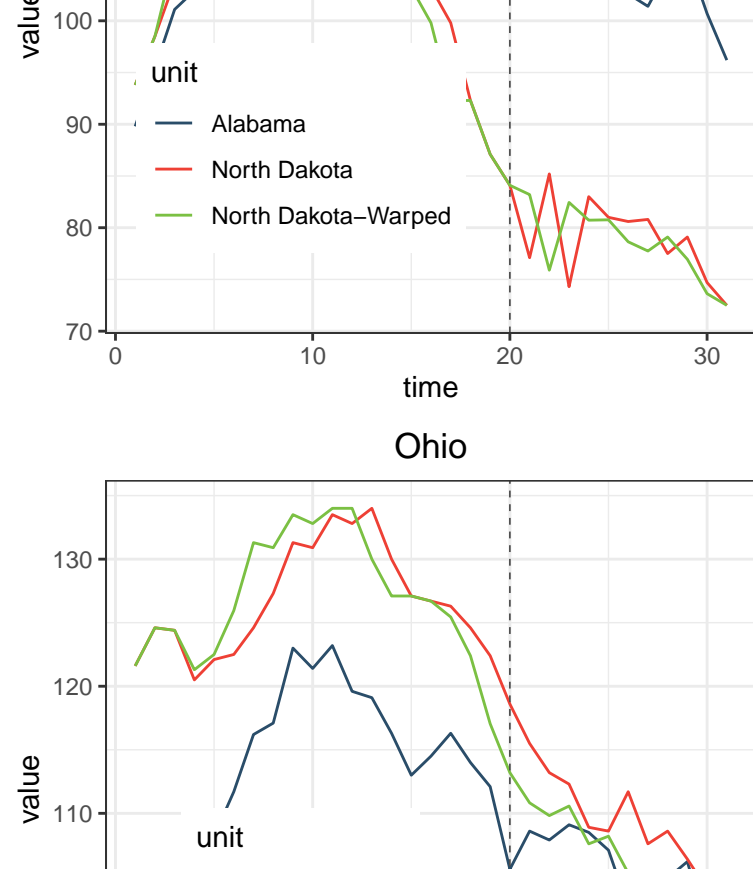 value
100
90
80
70
unit
Alabama
North Dakota
North Dakota−Warped
0 10 20 30
time
Ohio
value
130
120
110
unit